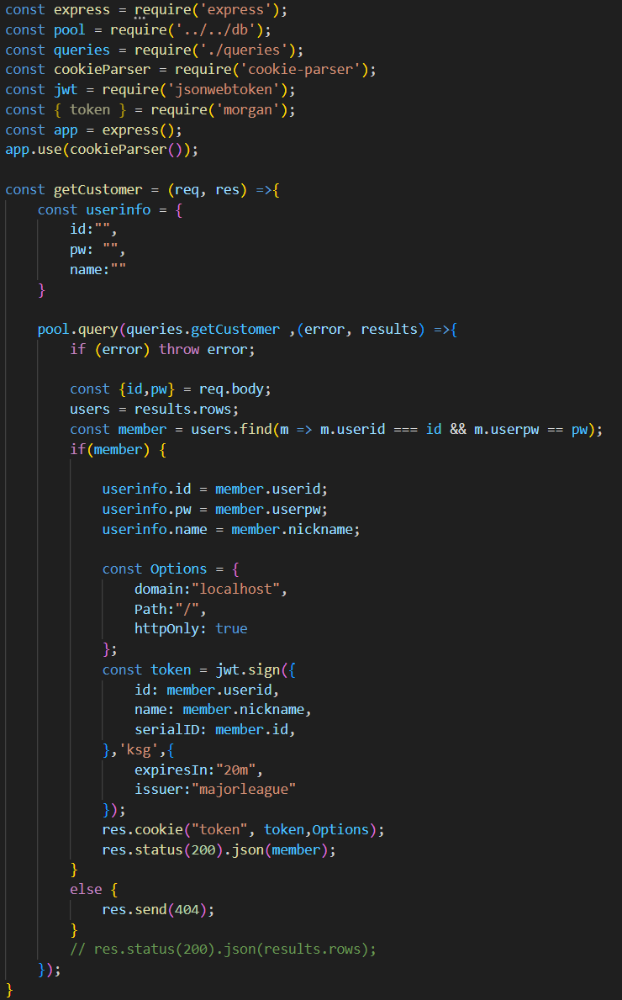 const express = require('express');
const pool = require('../../db');
const queries = require('./queries');
const cookieParser = require('cookie-parser');
const jwt = require('jsonwebtoken');
const { token } = require('morgan');
const app = express();
app.use(cookieParser());

const getCustomer = (req, res) =>{
    const userinfo = {
        id:"",
        pw: "",
        name:""
    }

    pool.query(queries.getCustomer ,(error, results) =>{
        if (error) throw error;

        const {id,pw} = req.body;
        users = results.rows;
        const member = users.find(m => m.userid === id && m.userpw == pw);
        if(member) {

            userinfo.id = member.userid;
            userinfo.pw = member.userpw;
            userinfo.name = member.nickname;

            const Options = {
                domain:"localhost",
                Path:"/",
                httpOnly: true
            };
            const token = jwt.sign({
                id: member.userid,
                name: member.nickname,
                serialID: member.id,
            },'ksg',{
                expiresIn:"20m",
                issuer:"majorleague"
            });
            res.cookie("token", token,Options);
            res.status(200).json(member);
        }
        else {
            res.send(404);
        }
        // res.status(200).json(results.rows);
    });
}